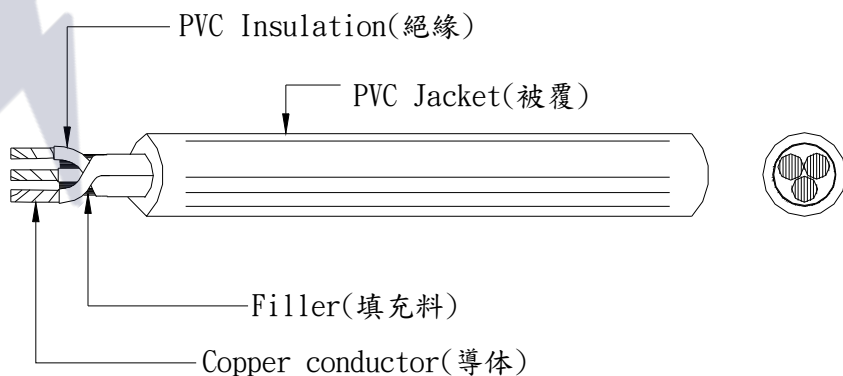 PVC Insulation(絕緣)
PVC Jacket(被覆)
Filler(填充料)
Copper conductor(導体)